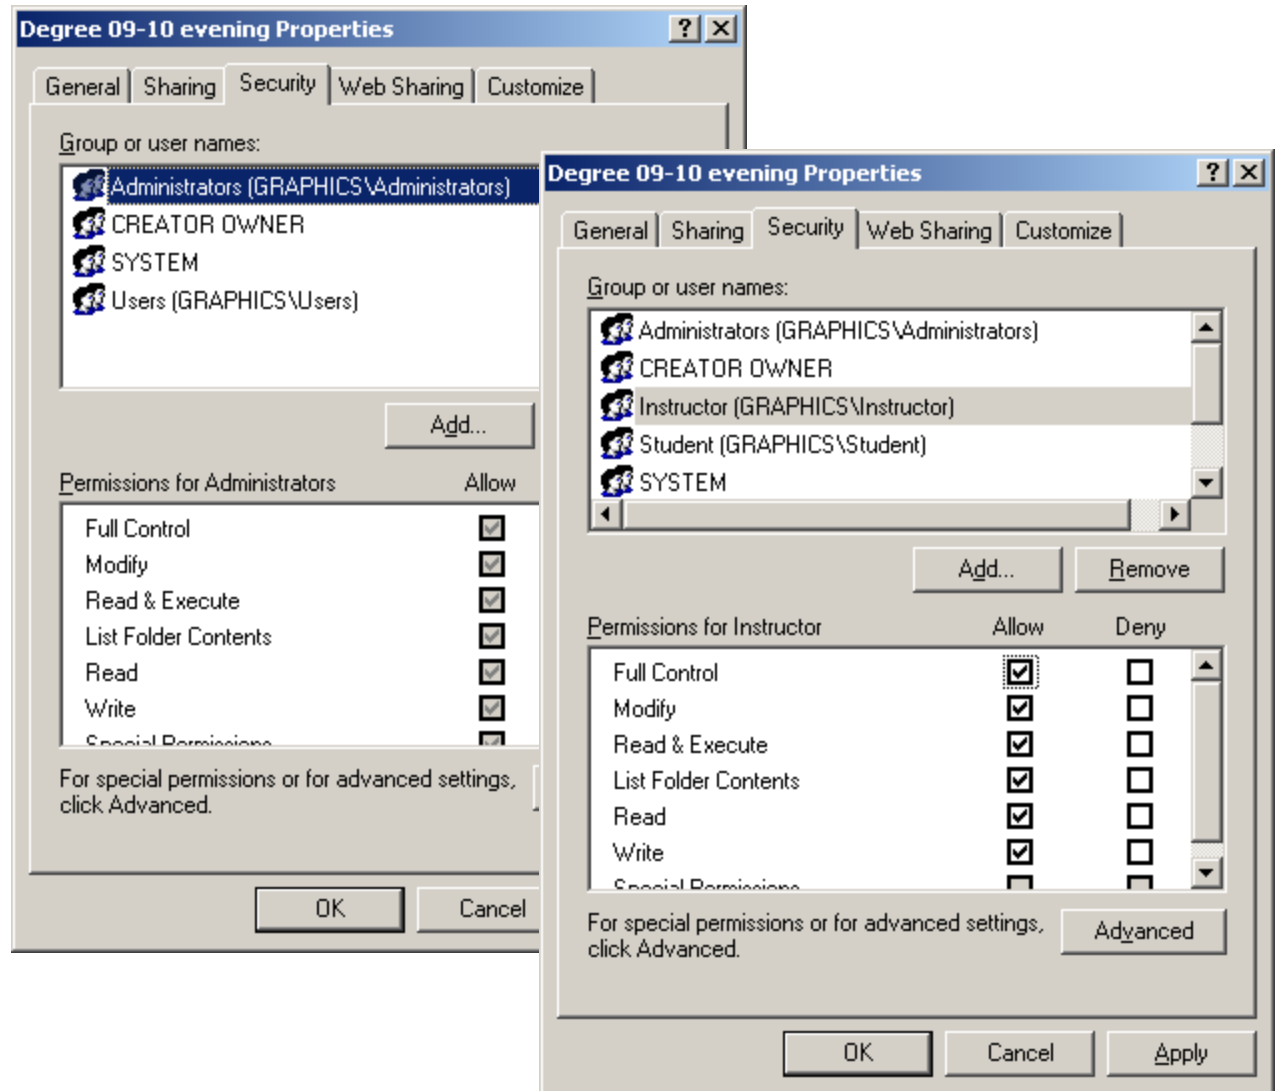 Degree 09-10 evening Properties
General Sharing Security Web Sharing Customize
Group or user names:
Administrators (GRAPHICS\Administrators)
CREATOR OWNER
SYSTEM
Users (GRAPHICS\Users)
Add...
Permissions for Administrators Allow
Full Control
Modify
Read & Execute
List Folder Contents
Read
Write
Special Permissions
For special permissions or for advanced settings,
click Advanced.
OK Cancel
Degree 09-10 evening Properties
General Sharing Security Web Sharing Customize
Group or user names:
Administrators (GRAPHICS\Administrators)
CREATOR OWNER
Instructor (GRAPHICS\Instructor)
Student (GRAPHICS\Student)
SYSTEM
Add... Remove
Permissions for Instructor Allow Deny
Full Control
Modify
Read & Execute
List Folder Contents
Read
Write
Special Permissions
For special permissions or for advanced settings,
click Advanced.
Advanced
OK Cancel Apply